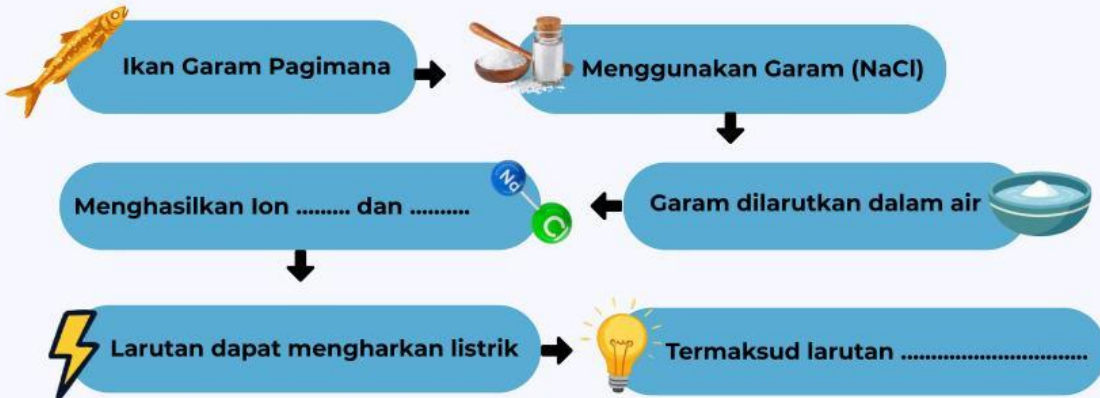 Ikan Garam Pagimana
Menggunakan Garam (NaCl)
Garam dilarutkan dalam air
Na
Cl
Menghasilkan Ion ......... dan ..........
Larutan dapat mengharkan listrik
Termaksud larutan ...............................